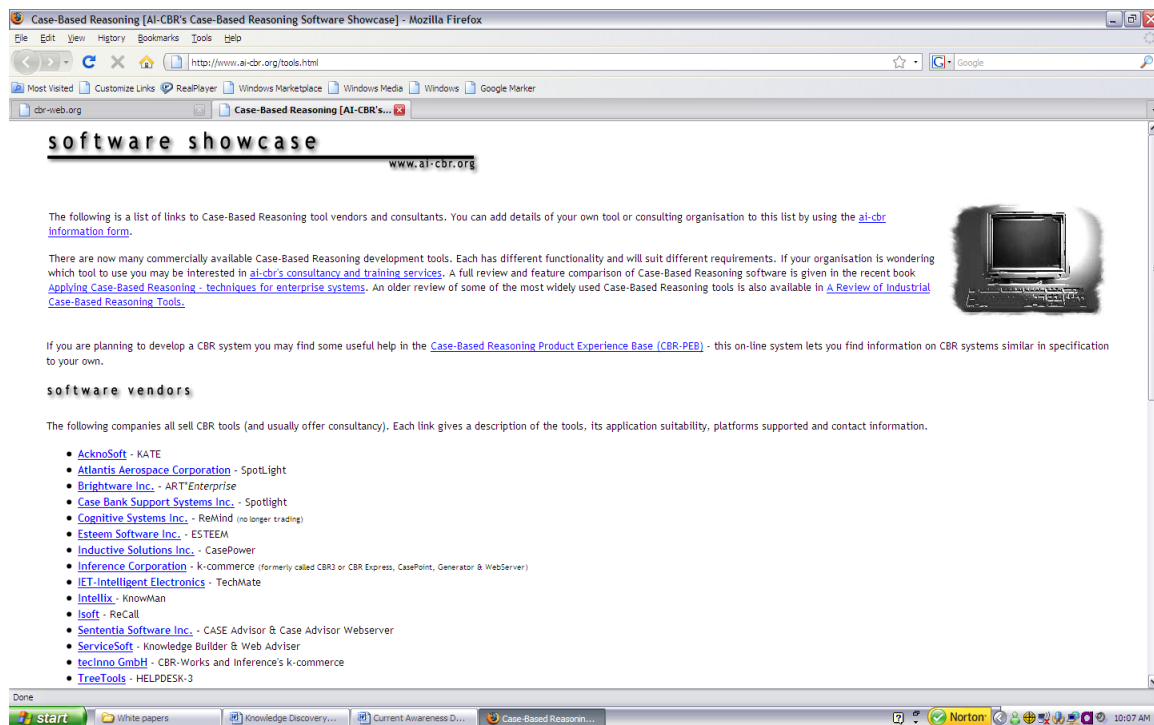 Case-Based Reasoning [AI-CBR's Case-Based Reasoning Software Showcase] - Mozilla Firefox
File Edit View History Bookmarks Tools Help
http://www.ai-cbr.org/tools.html Google
Most Visited Customize Links RealPlayer Windows Marketplace Windows Media Windows Google Marker
cbr-web.org Case-Based Reasoning [AI-CBR's...
software showcase
www.ai-cbr.org
The following is a list of links to Case-Based Reasoning tool vendors and consultants. You can add details of your own tool or consulting organisation to this list by using the ai-cbr
information form.
There are now many commercially available Case-Based Reasoning development tools. Each has different functionality and will suit different requirements. If your organisation is wondering
which tool to use you may be interested in ai-cbr's consultancy and training services. A full review and feature comparison of Case-Based Reasoning software is given in the recent book
Applying Case-Based Reasoning - techniques for enterprise systems. An older review of some of the most widely used Case-Based Reasoning tools is also available in A Review of Industrial
Case-Based Reasoning Tools.
If you are planning to develop a CBR system you may find some useful help in the Case-Based Reasoning Product Experience Base (CBR-PEB) - this on-line system lets you find information on CBR systems similar in specification
to your own.
software vendors
The following companies all sell CBR tools (and usually offer consultancy). Each link gives a description of the tools, its application suitability, platforms supported and contact information.
• AcknoSoft - KATE
• Atlantis Aerospace Corporation - SpotLight
• Brightware Inc. - ART*Enterprise
• Case Bank Support Systems Inc. - Spotlight
• Cognitive Systems Inc. - ReMind (no longer trading)
• Esteem Software Inc. - ESTEEM
• Inductive Solutions Inc. - CasePower
• Inference Corporation - k-commerce (formerly called CBR3 or CBR Express, CasePoint, Generator & WebServer)
• IET-Intelligent Electronics - TechMate
• Intellix - KnowMan
• Isoft - ReCall
• Sententia Software Inc. - CASE Advisor & Case Advisor Webserver
• ServiceSoft - Knowledge Builder & Web Adviser
• tecInno GmbH - CBR-Works and Inference's k-commerce
• TreeTools - HELPDESK-3
Done
start White papers Knowledge Discovery... Current Awareness D... Case-Based Reasonin... Norton 10:07 AM